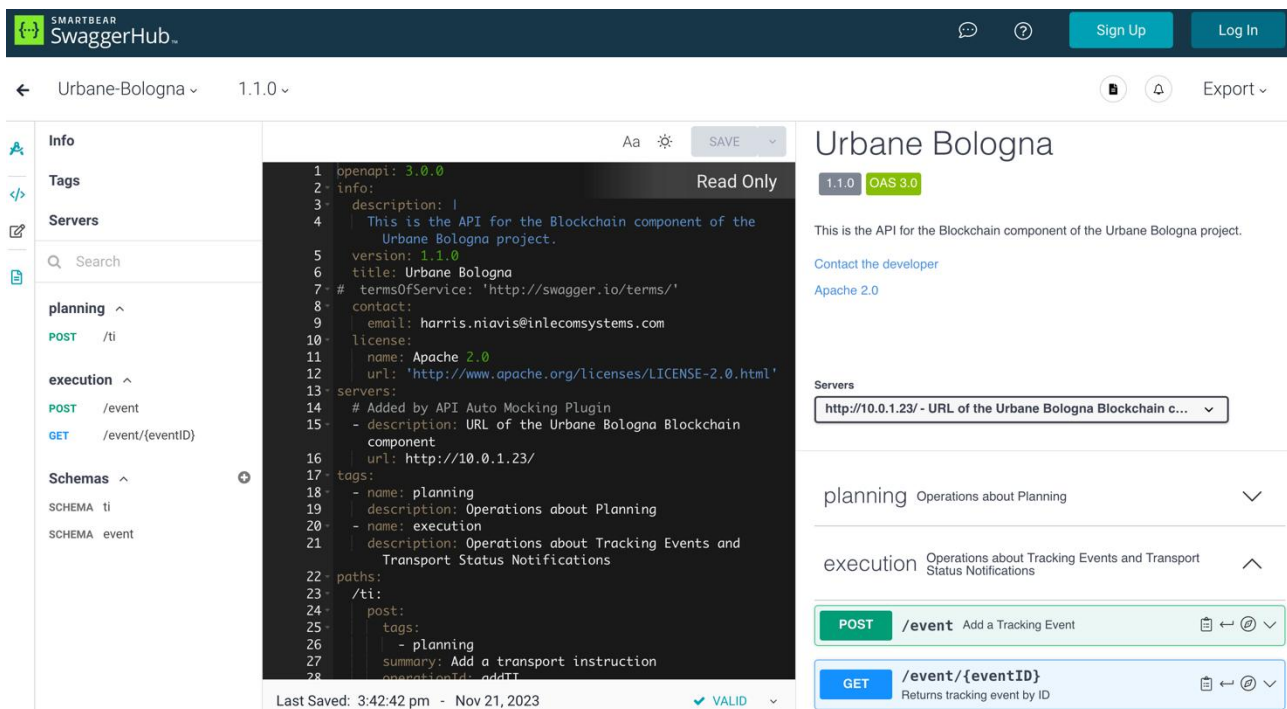 SMARTBEAR
SwaggerHub™
Sign Up
Log In
Urbane-Bologna
1.1.0
Export
Info
Tags
Servers
Search
planning
POST /ti
execution
POST /event
GET /event/{eventID}
Schemas
SCHEMA ti
SCHEMA event
Aa
SAVE
Read Only
1 openapi: 3.0.0
2 info:
3 description: |
4 This is the API for the Blockchain component of the
Urbane Bologna project.
5 version: 1.1.0
6 title: Urbane Bologna
7 # termsOfService: 'http://swagger.io/terms/'
8 contact:
9 email: harris.niavis@inlecomsystems.com
10 license:
11 name: Apache 2.0
12 url: 'http://www.apache.org/licenses/LICENSE-2.0.html'
13 servers:
14 # Added by API Auto Mocking Plugin
15 - description: URL of the Urbane Bologna Blockchain
component
16 url: http://10.0.1.23/
17 tags:
18 - name: planning
19 description: Operations about Planning
20 - name: execution
21 description: Operations about Tracking Events and
Transport Status Notifications
22 paths:
23 /ti:
24 post:
25 tags:
26 - planning
27 summary: Add a transport instruction
28 operationId: addTI
Last Saved: 3:42:42 pm - Nov 21, 2023
VALID
Urbane Bologna
1.1.0 OAS 3.0
This is the API for the Blockchain component of the Urbane Bologna project.
Contact the developer
Apache 2.0
Servers
http://10.0.1.23/ - URL of the Urbane Bologna Blockchain c...
planning Operations about Planning
execution Operations about Tracking Events and Transport
Status Notifications
POST /event Add a Tracking Event
GET /event/{eventID}
Returns tracking event by ID